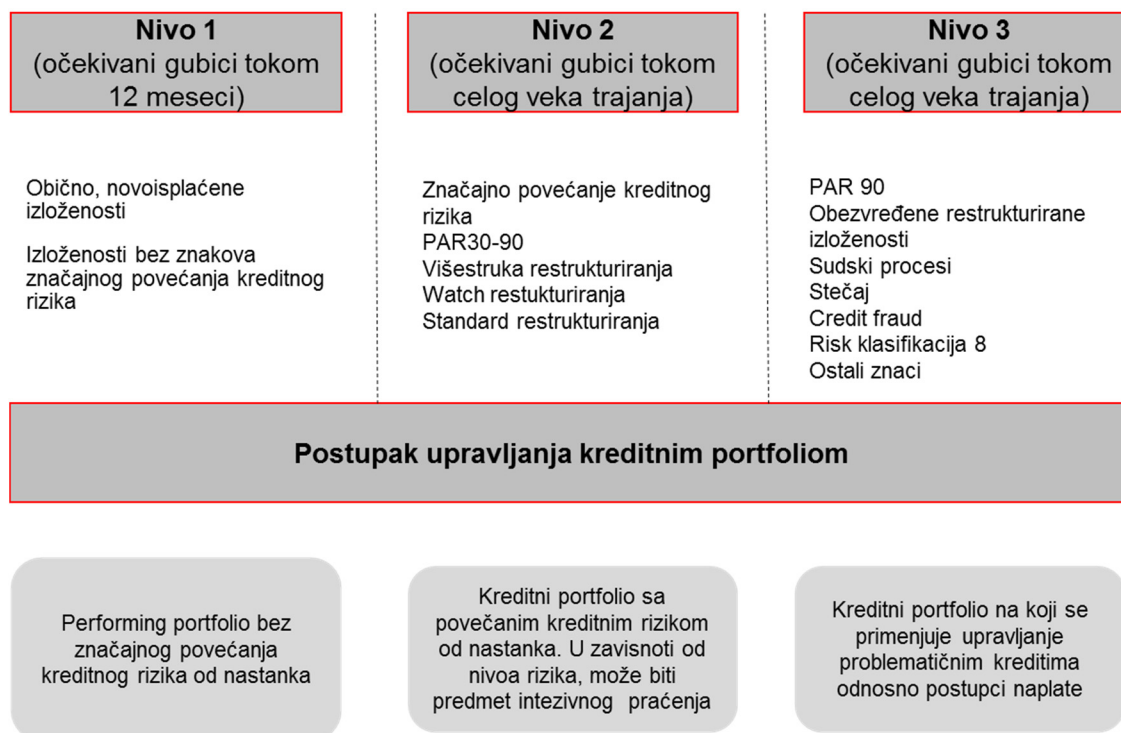 Nivo 1
(očekivani gubici tokom
12 meseci)
Nivo 2
(očekivani gubici tokom
celog veka trajanja)
Nivo 3
(očekivani gubici tokom
celog veka trajanja)
Obično, novoisplaćene
izloženosti
Izloženosti bez znakova
značajnog povećanja kreditnog
rizika
Značajno povećanje kreditnog
rizika
PAR30-90
Višestruka restrukturiranja
Watch restukturiranja
Standard restrukturiranja
PAR 90
Obezvređene restrukturirane
izloženosti
Sudski procesi
Stečaj
Credit fraud
Risk klasifikacija 8
Ostali znaci
Postupak upravljanja kreditnim portfoliom
Performing portfolio bez
značajnog povećanja
kreditnog rizika od nastanka
Kreditni portfolio sa
povečanim kreditnim rizikom
od nastanka. U zavisnoti od
nivoa rizika, može biti
predmet intezivnog praćenja
Kreditni portfolio na koji se
primenjuje upravljanje
problematičnim kreditima
odnosno postupci naplate